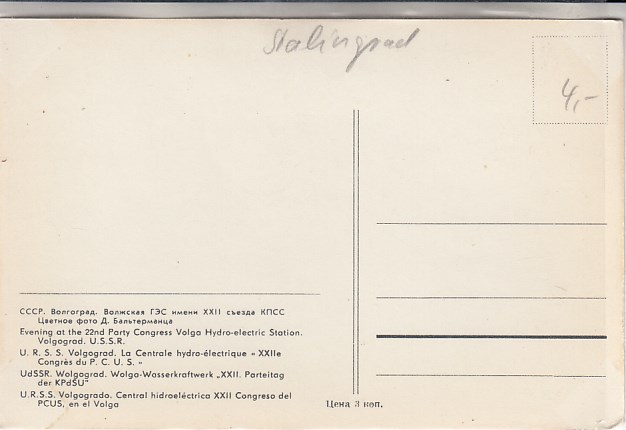 Stalingrad
4,-
СССР. Волгоград. Волжская ГЭС имени XXII съезда КПСС
Цветное фото Д. Бальтерманца
Evening at the 22nd Party Congress Volga Hydro-electric Station.
Volgograd. U.S.S.R.
U. R. S. S. Volgograd. La Centrale hydro-électrique « XXIIe
Congrès du P. C. U. S. »
UdSSR. Wolgograd. Wolga-Wasserkraftwerk „XXII. Parteitag
der KPdSU“
U.R.S.S. Volgogrado. Central hidroeléctrica XXII Congreso del
PCUS, en el Volga
Цена 3 коп.